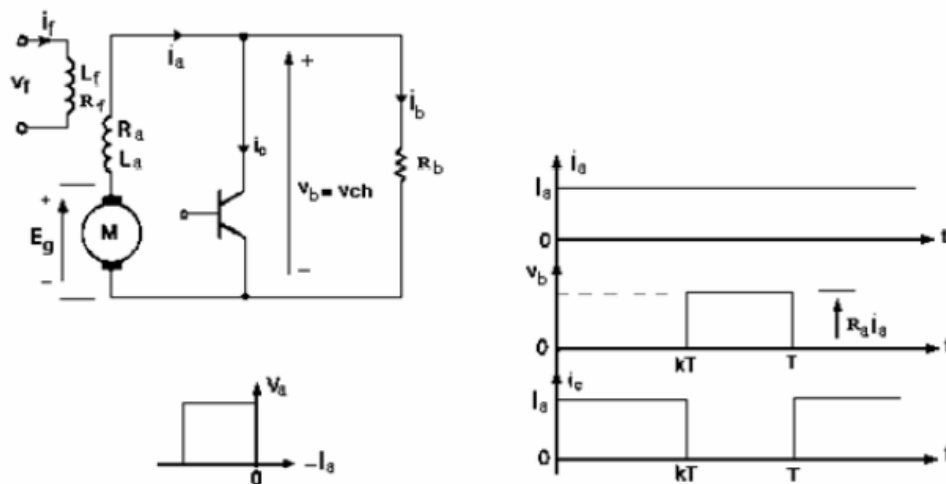 i_f
v_f
L_f
R_f
i_a
R_a
L_a
+
E_g
-
M
i_c
+
v_b = vch
-
i_b
R_b
i_a
I_a
0
t
v_b
R_a i_a
0
kT
T
t
i_c
I_a
0
kT
T
t
V_a
0
-I_a